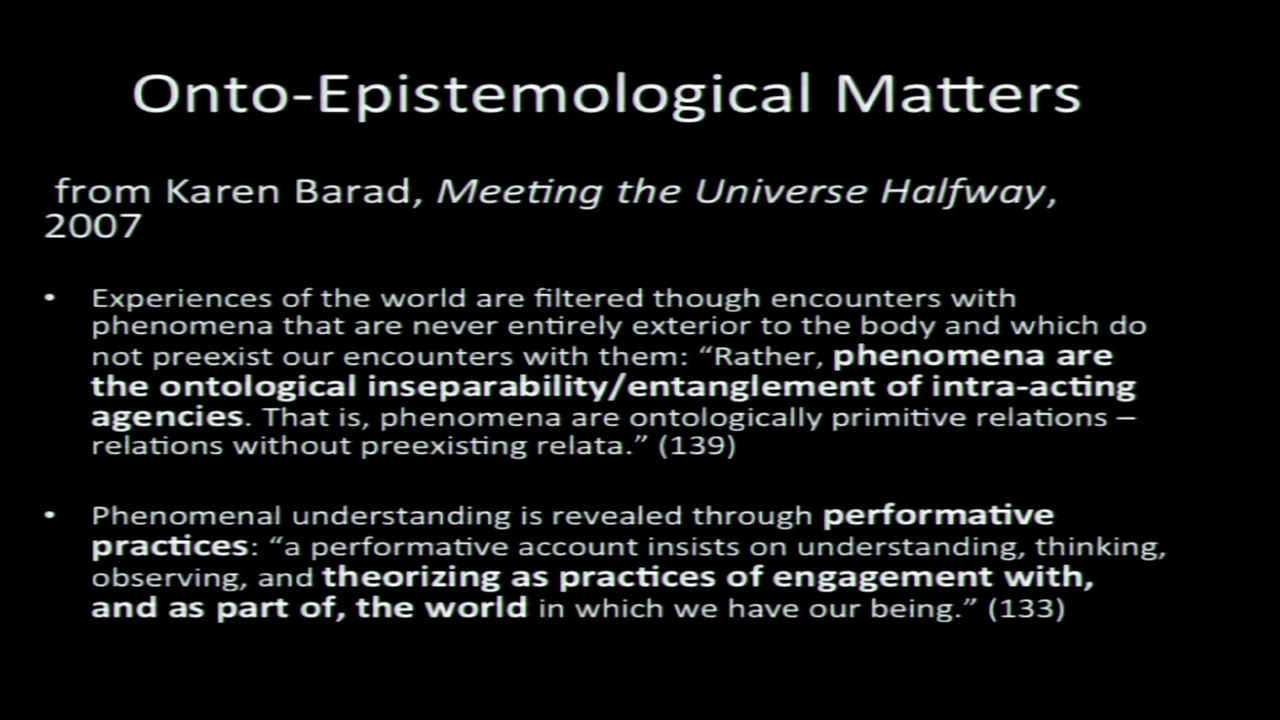 Onto-Epistemological Matters
from Karen Barad, Meeting the Universe Halfway,
2007
• Experiences of the world are filtered though encounters with
phenomena that are never entirely exterior to the body and which do
not preexist our encounters with them: “Rather, phenomena are
the ontological inseparability/entanglement of intra-acting
agencies. That is, phenomena are ontologically primitive relations –
relations without preexisting relata.” (139)
• Phenomenal understanding is revealed through performative
practices: “a performative account insists on understanding, thinking,
observing, and theorizing as practices of engagement with,
and as part of, the world in which we have our being.” (133)